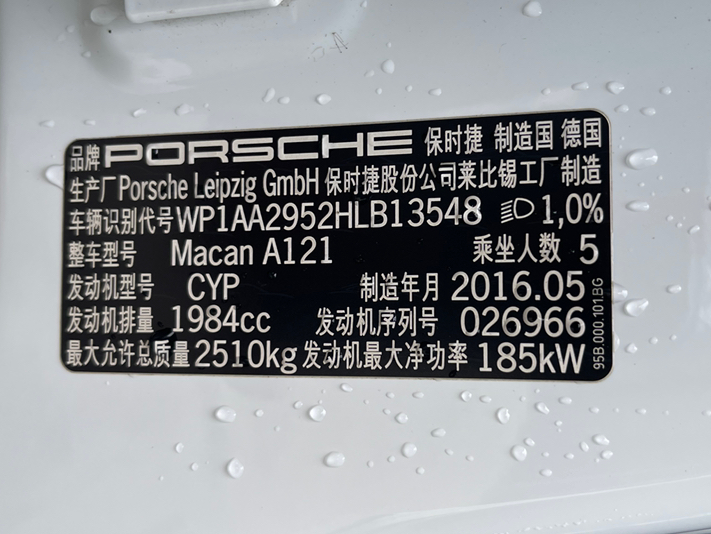 品牌 PORSCHE 保时捷 制造国 德国
生产厂 Porsche Leipzig GmbH 保时捷股份公司莱比锡工厂制造
车辆识别代号 WP1AA2952HLB13548 1,0%
整车型号 Macan A121 乘坐人数 5
发动机型号 CYP 制造年月 2016.05
发动机排量 1984cc 发动机序列号 026966
最大允许总质量 2510kg 发动机最大净功率 185kW
95B.000.101.BG